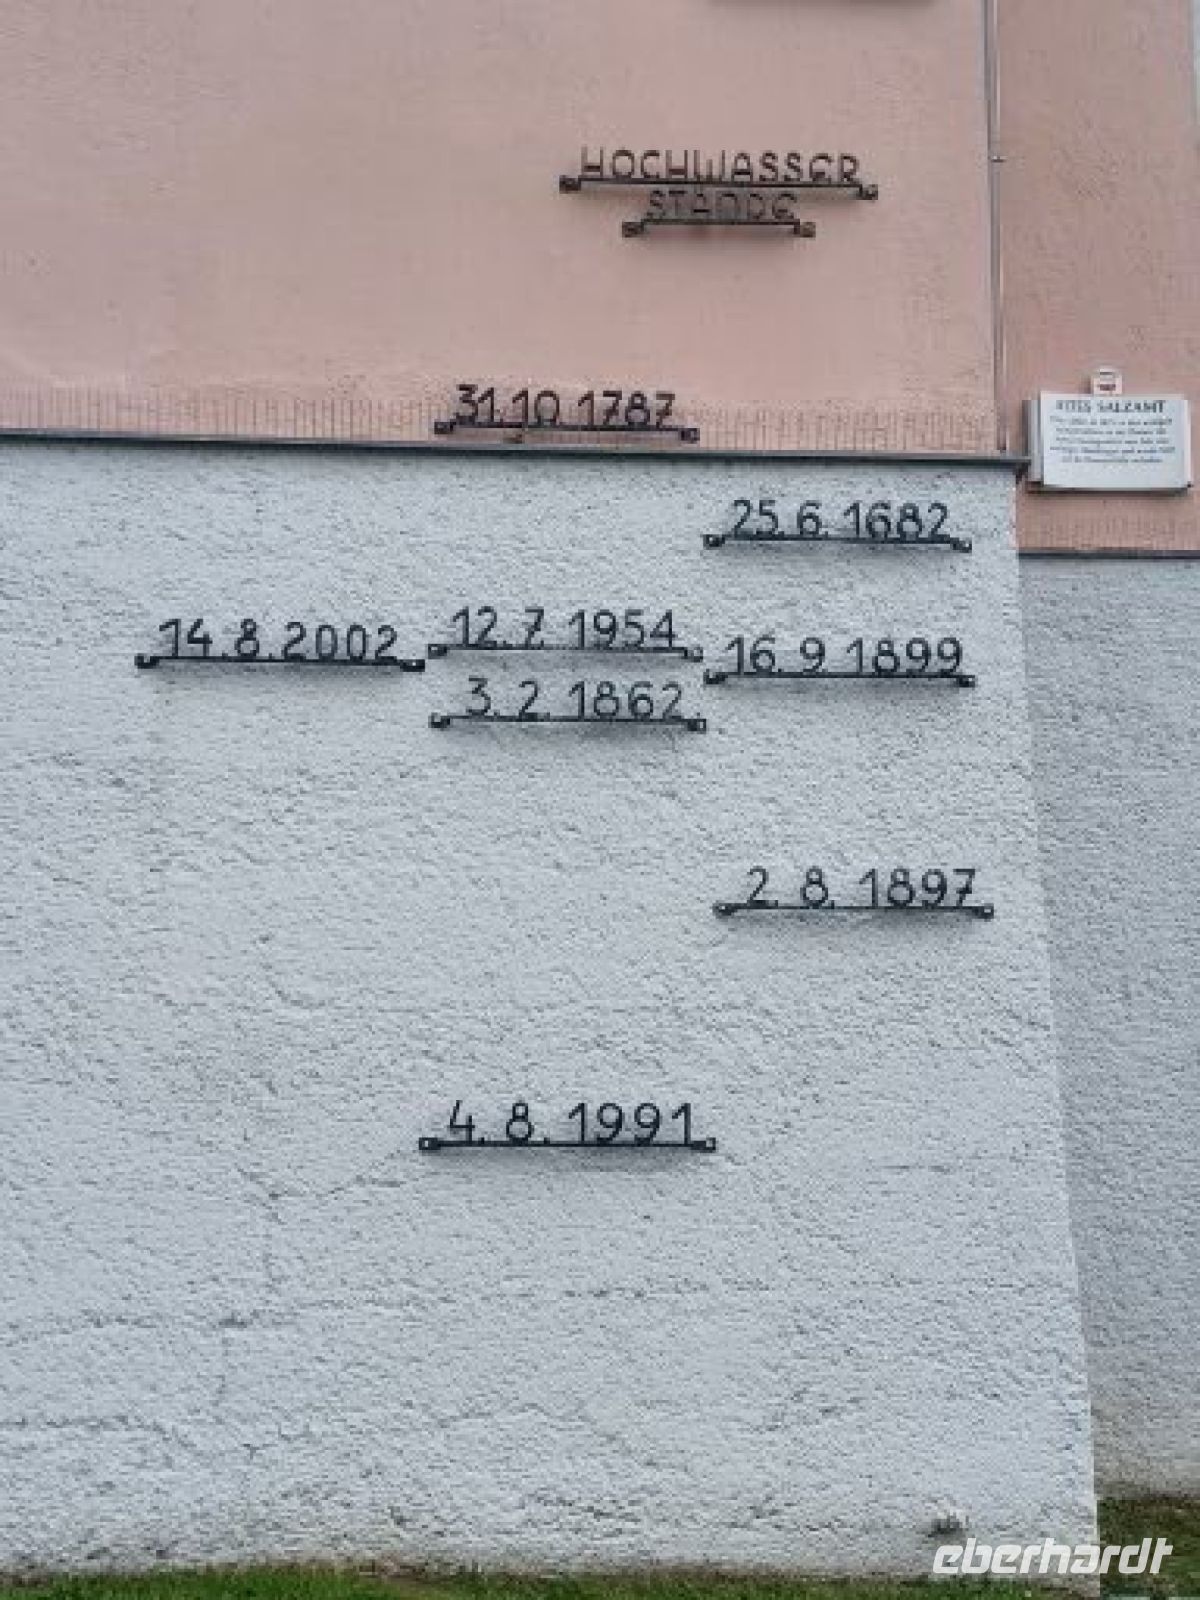 HOCHWASSER
STÄNDE
31.10.1787
25.6.1682
12.7.1954
14.8.2002
16.9.1899
3.2.1862
2.8.1897
4.8.1991
SALZAMT
eberhardt